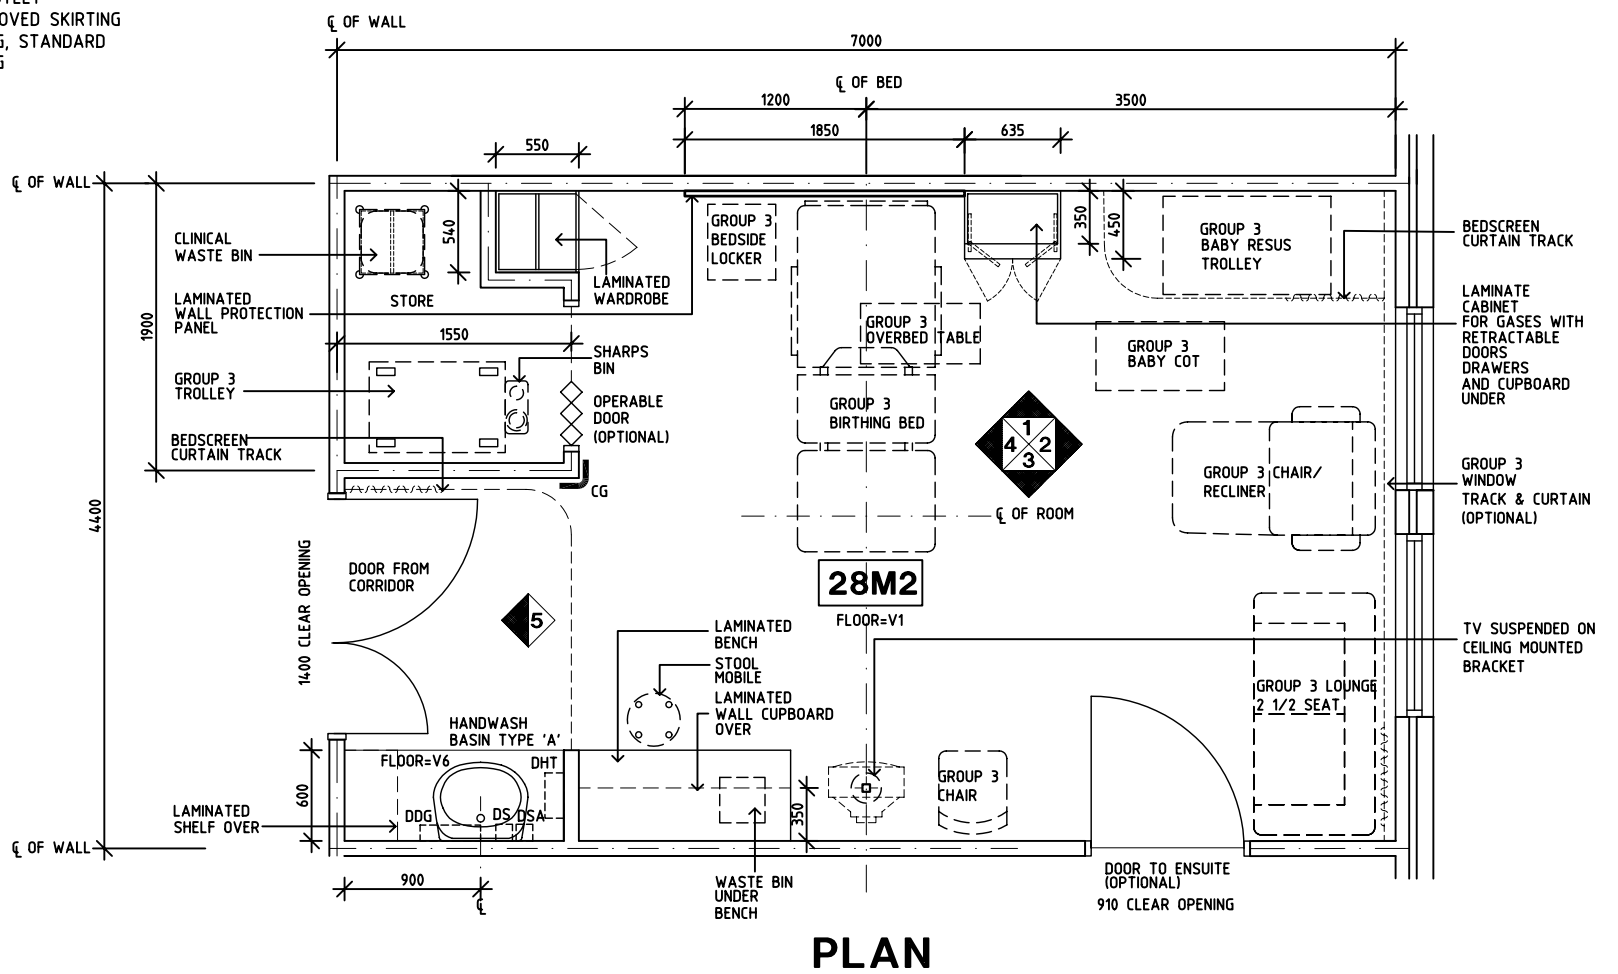 OVED SKIRTING
G, STANDARD
G
℄ OF WALL
7000
℄ OF BED
1200
3500
1850
635
550
℄ OF WALL
1900
4400
540
350
450
CLINICAL
WASTE BIN
STORE
LAMINATED
WALL PROTECTION
PANEL
1550
LAMINATED
WARDROBE
GROUP 3
BEDSIDE
LOCKER
GROUP 3
BABY RESUS
TROLLEY
BEDSCREEN
CURTAIN TRACK
LAMINATE
CABINET
FOR GASES WITH
RETRACTABLE
DOORS
DRAWERS
AND CUPBOARD
UNDER
GROUP 3
OVERBED TABLE
GROUP 3
BABY COT
SHARPS
BIN
GROUP 3
TROLLEY
OPERABLE
DOOR
(OPTIONAL)
BEDSCREEN
CURTAIN TRACK
CG
GROUP 3
BIRTHING BED
1
4 2
3
GROUP 3 CHAIR/
RECLINER
GROUP 3
WINDOW
TRACK & CURTAIN
(OPTIONAL)
℄ OF ROOM
1400 CLEAR OPENING
DOOR FROM
CORRIDOR
28M2
FLOOR=V1
5
LAMINATED
BENCH
STOOL
MOBILE
LAMINATED
WALL CUPBOARD
OVER
TV SUSPENDED ON
CEILING MOUNTED
BRACKET
GROUP 3 LOUNGE
2 1/2 SEAT
HANDWASH
BASIN TYPE 'A'
FLOOR=V6
DHT
600
DDG
DS
DSA
LAMINATED
SHELF OVER
350
GROUP 3
CHAIR
℄ OF WALL
900
℄
WASTE BIN
UNDER
BENCH
DOOR TO ENSUITE
(OPTIONAL)
910 CLEAR OPENING
PLAN